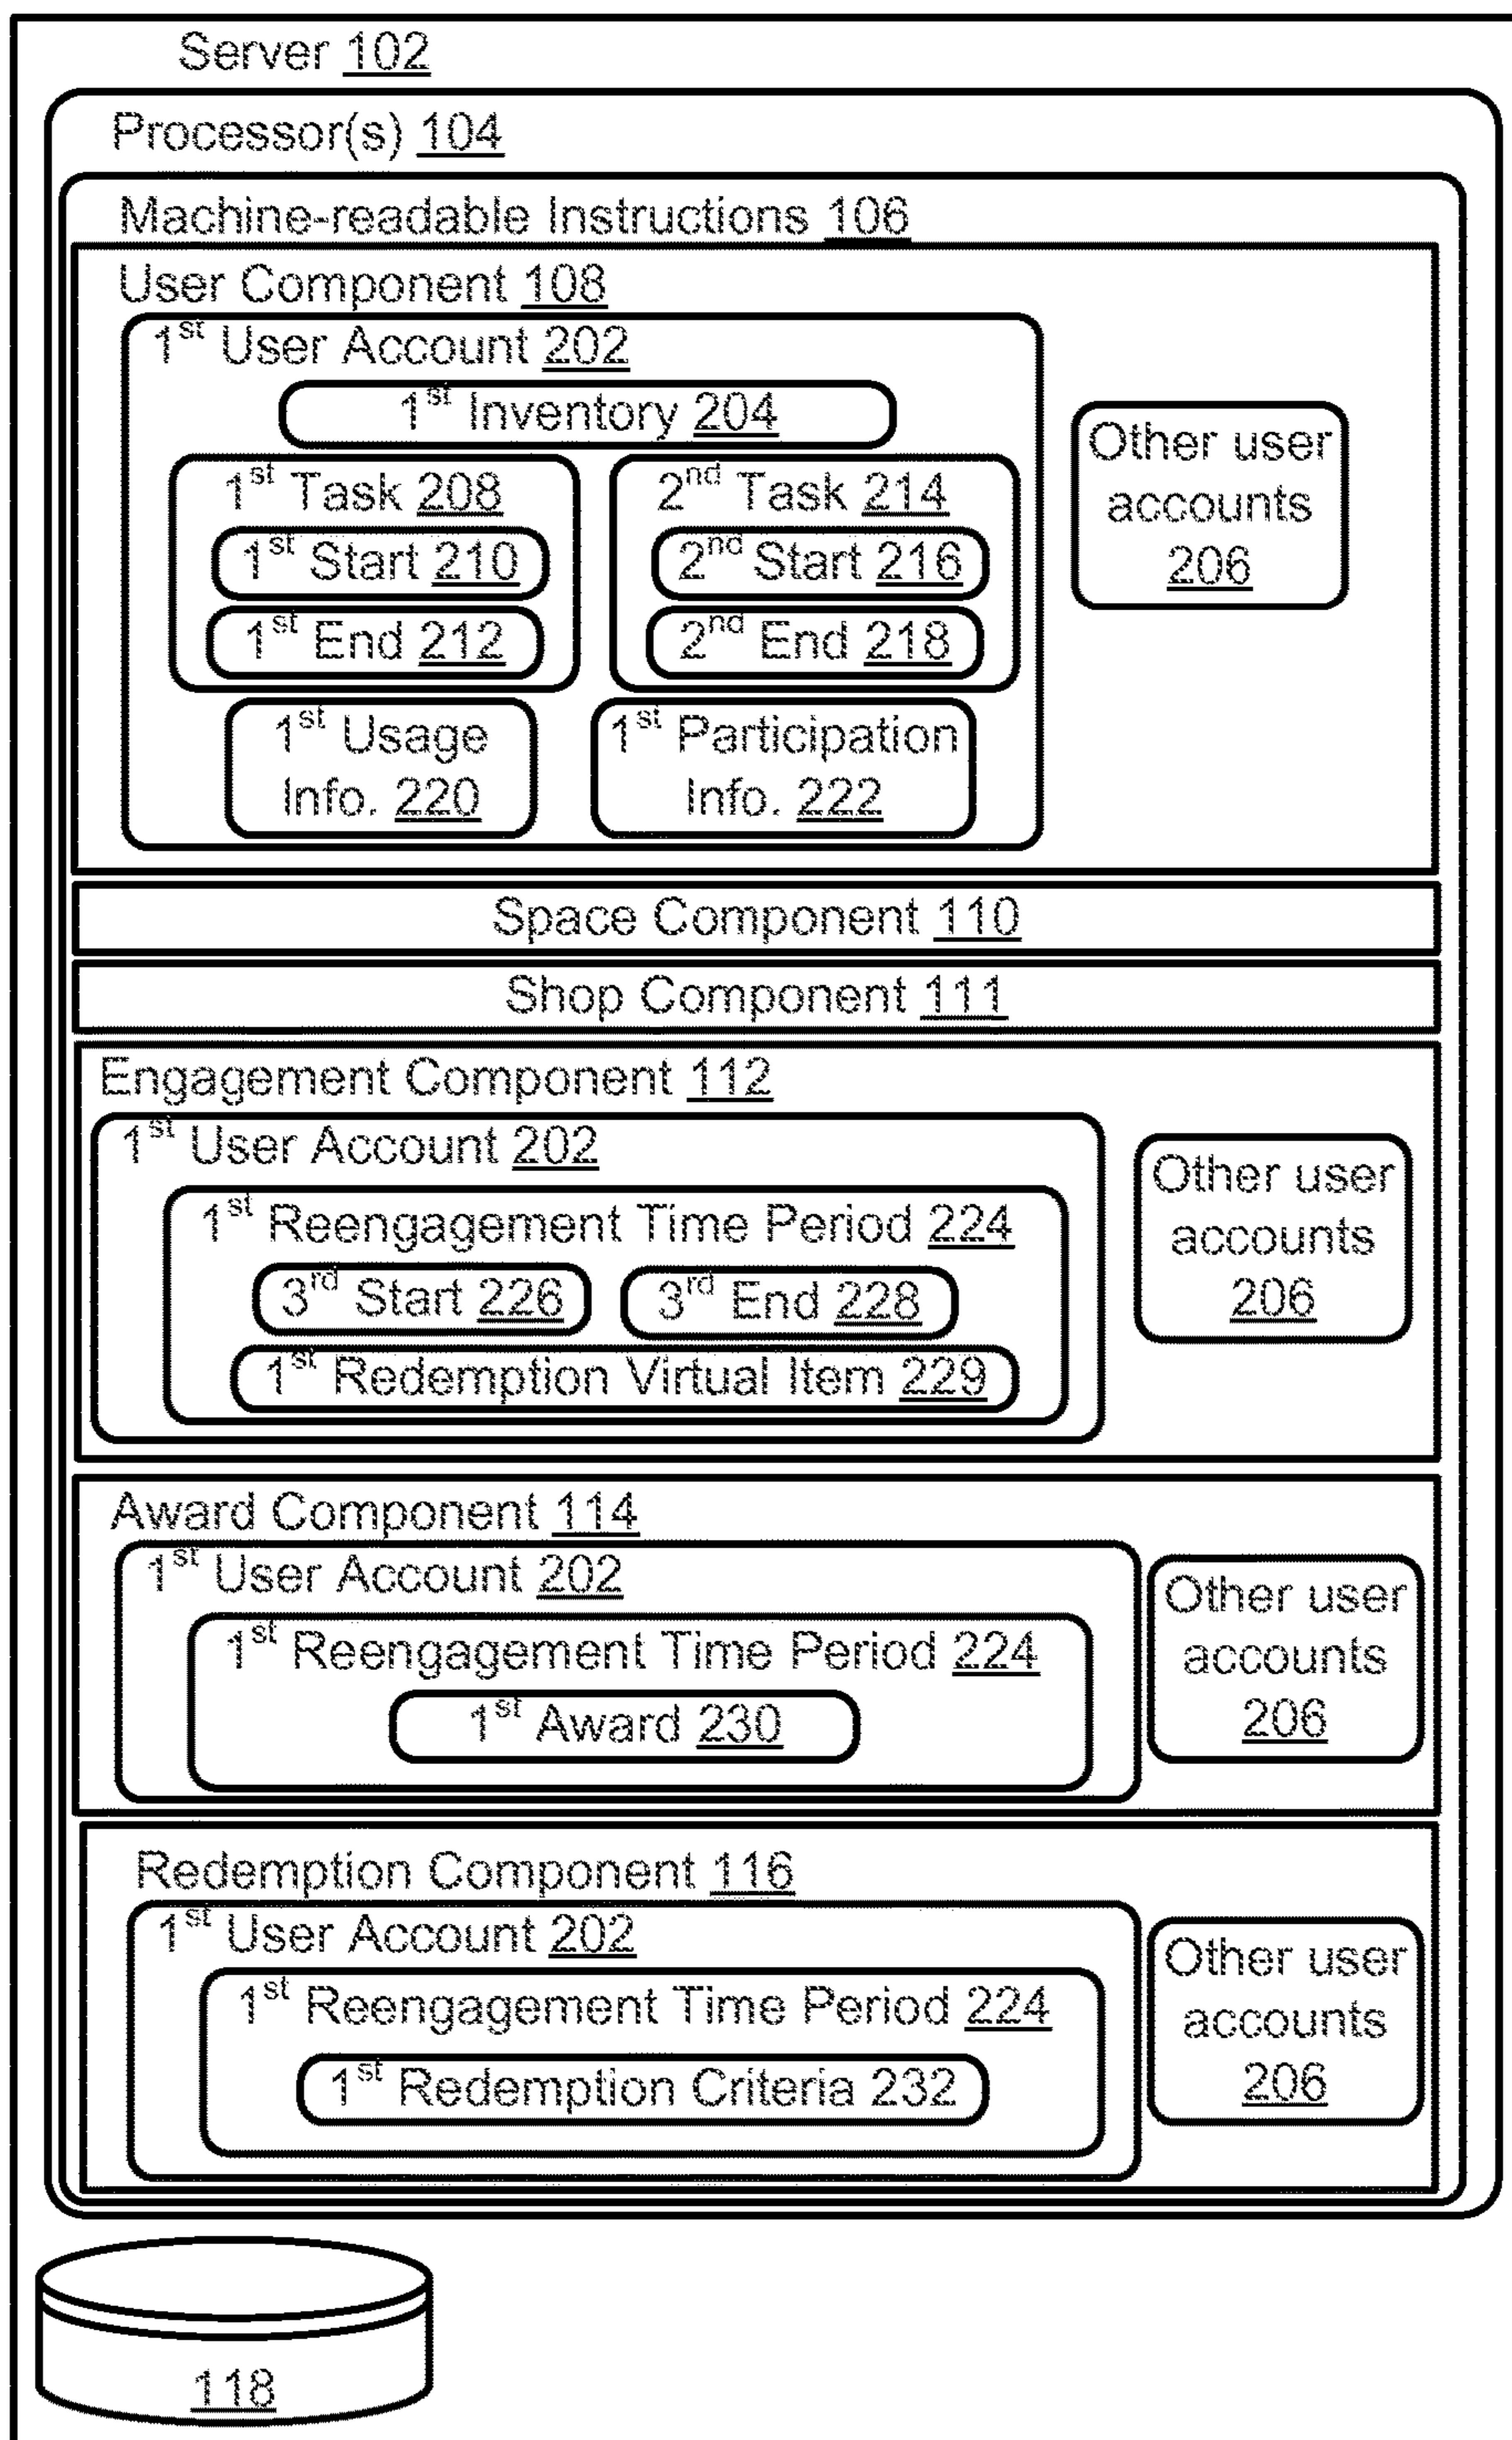 Server 102
Processor(s) 104
Machine-readable Instructions 106
User Component 108
1st User Account 202
1st Inventory 204
1st Task 208
1st Start 210
1st End 212
2nd Task 214
2nd Start 216
2nd End 218
1st Usage
Info. 220
1st Participation
Info. 222
Other user
accounts
206
Space Component 110
Shop Component 111
Engagement Component 112
1st User Account 202
1st Reengagement Time Period 224
3rd Start 226
3rd End 228
1st Redemption Virtual Item 229
Other user
accounts
206
Award Component 114
1st User Account 202
1st Reengagement Time Period 224
1st Award 230
Other user
accounts
206
Redemption Component 116
1st User Account 202
1st Reengagement Time Period 224
1st Redemption Criteria 232
Other user
accounts
206
118